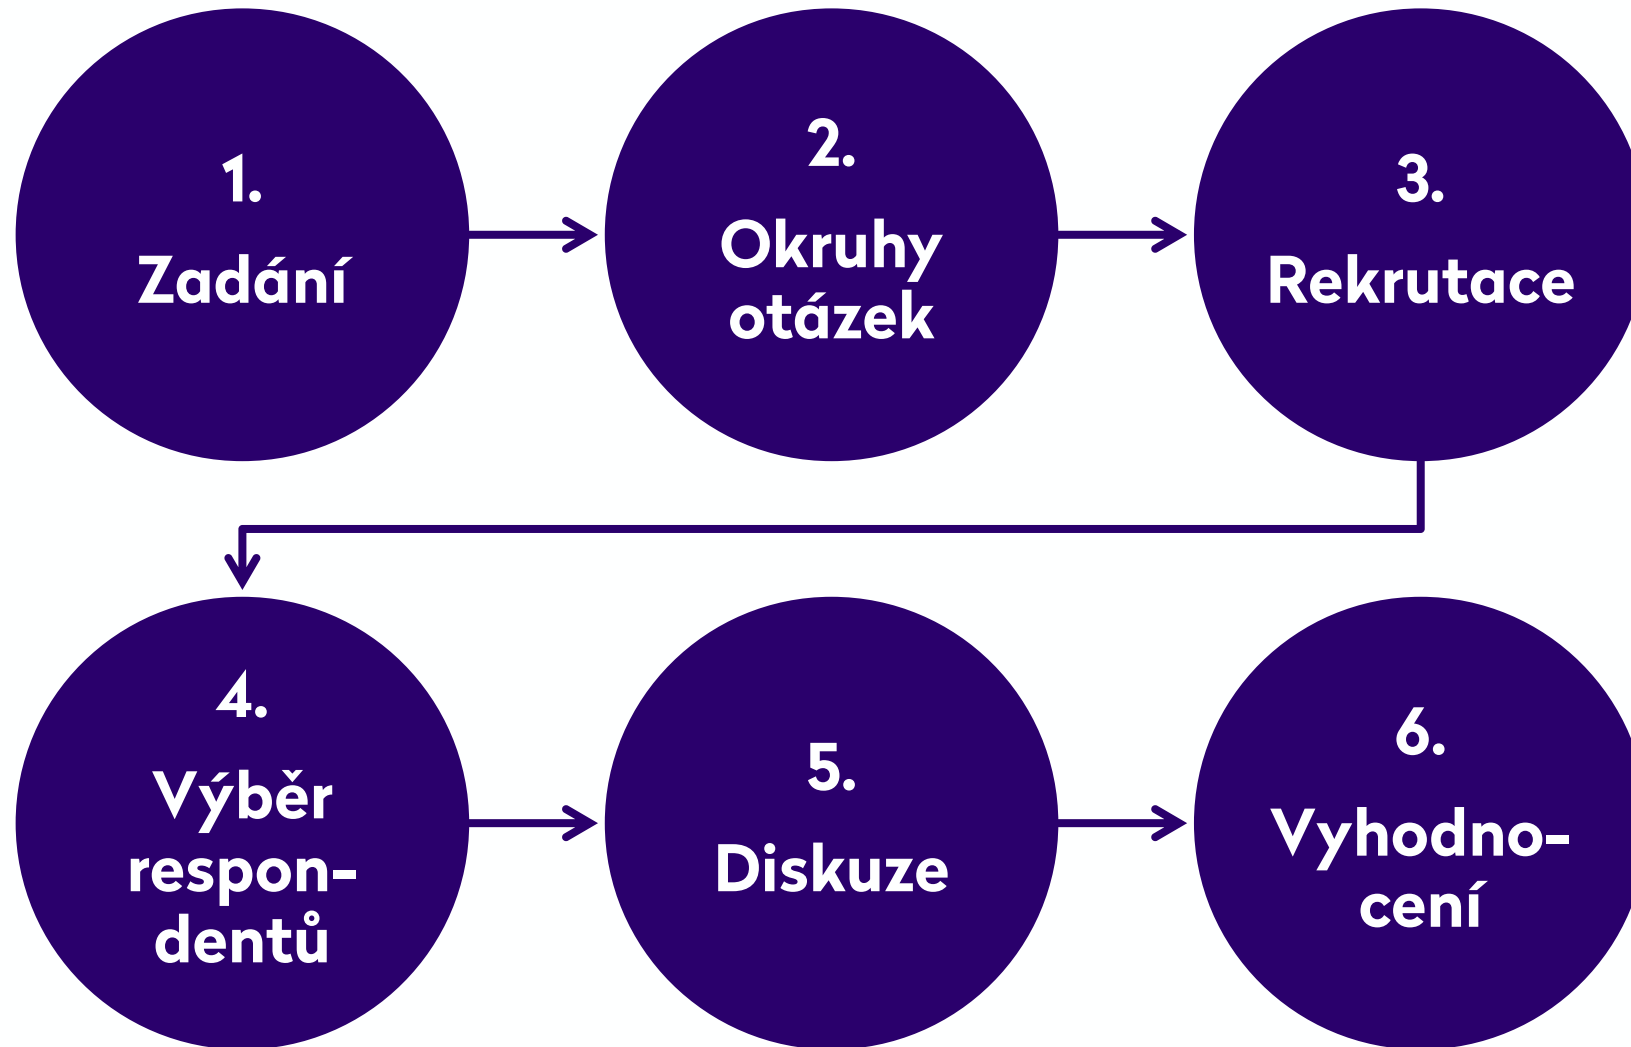 1.
Zadání
2.
Okruhy
otázek
3.
Rekrutace
4.
Výběr
respon-
dentů
5.
Diskuze
6.
Vyhodno-
cení